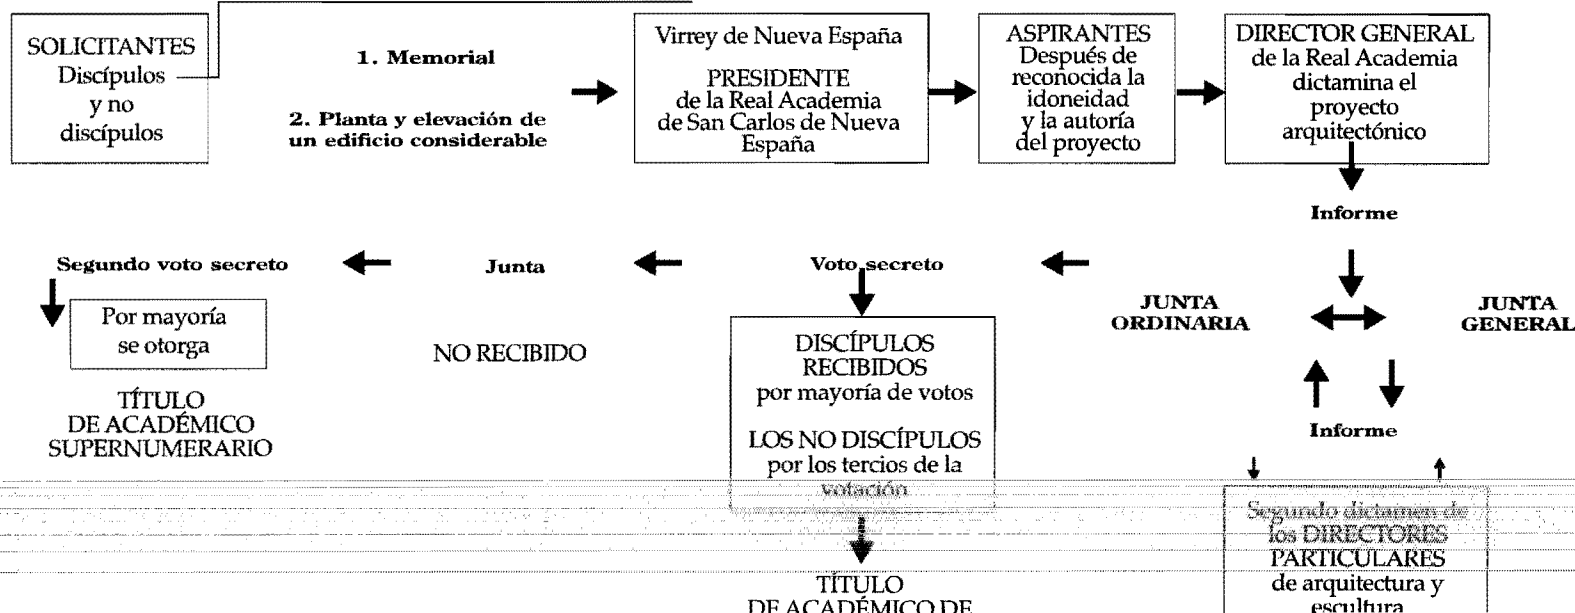 SOLICITANTES
Discípulos
y no
discípulos
1. Memorial
2. Planta y elevación de
un edificio considerable
Virrey de Nueva España
PRESIDENTE
de la Real Academia
de San Carlos de Nueva
España
ASPIRANTES
Después de
reconocida la
idoneidad
y la autoría
del proyecto
DIRECTOR GENERAL
de la Real Academia
dictamina el
proyecto
arquitectónico
Informe
Segundo voto secreto
Junta
Voto secreto
JUNTA
ORDINARIA
JUNTA
GENERAL
Por mayoría
se otorga
TÍTULO
DE ACADÉMICO
SUPERNUMERARIO
NO RECIBIDO
DISCÍPULOS
RECIBIDOS
por mayoría de votos
LOS NO DISCÍPULOS
por los tercios de la
votación
Informe
Segundo dictamen de
los DIRECTORES
PARTICULARES
de arquitectura y
escultura
TÍTULO
DE ACADÉMICO DE